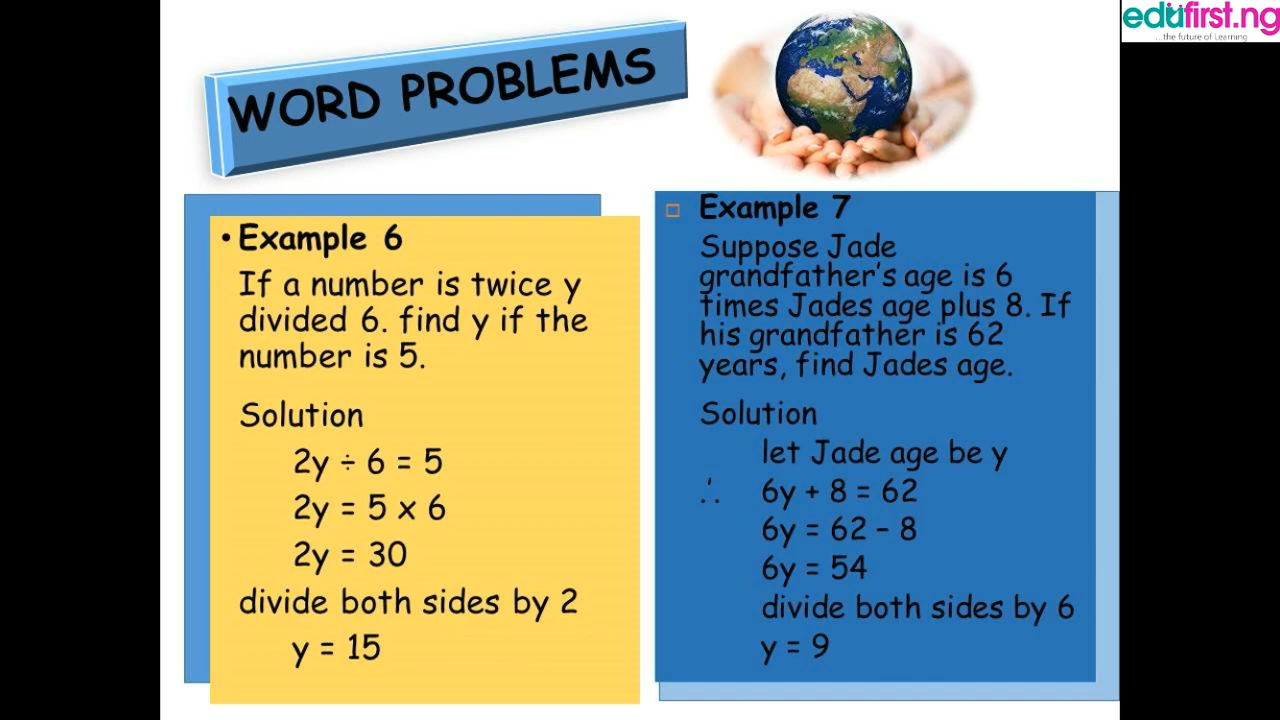 edufirst.ng
...the future of Learning
WORD PROBLEMS
• Example 6
If a number is twice y
divided 6. find y if the
number is 5.
Solution
2y ÷ 6 = 5
2y = 5 x 6
2y = 30
divide both sides by 2
y = 15
Example 7
Suppose Jade
grandfather's age is 6
times Jades age plus 8. If
his grandfather is 62
years, find Jades age.
Solution
let Jade age be y
∴ 6y + 8 = 62
6y = 62 – 8
6y = 54
divide both sides by 6
y = 9